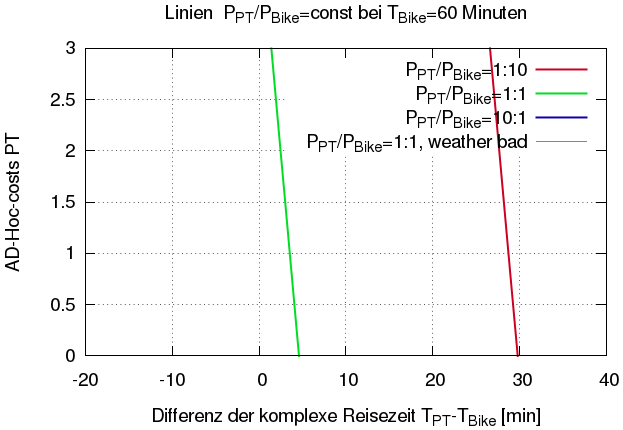 Linien P_PT/P_Bike=const bei T_Bike=60 Minuten
3
2.5
2
1.5
1
0.5
0
AD-Hoc-costs PT
P_PT/P_Bike=1:10
P_PT/P_Bike=1:1
P_PT/P_Bike=10:1
P_PT/P_Bike=1:1, weather bad
-20 -10 0 10 20 30 40
Differenz der komplexe Reisezeit T_PT-T_Bike [min]